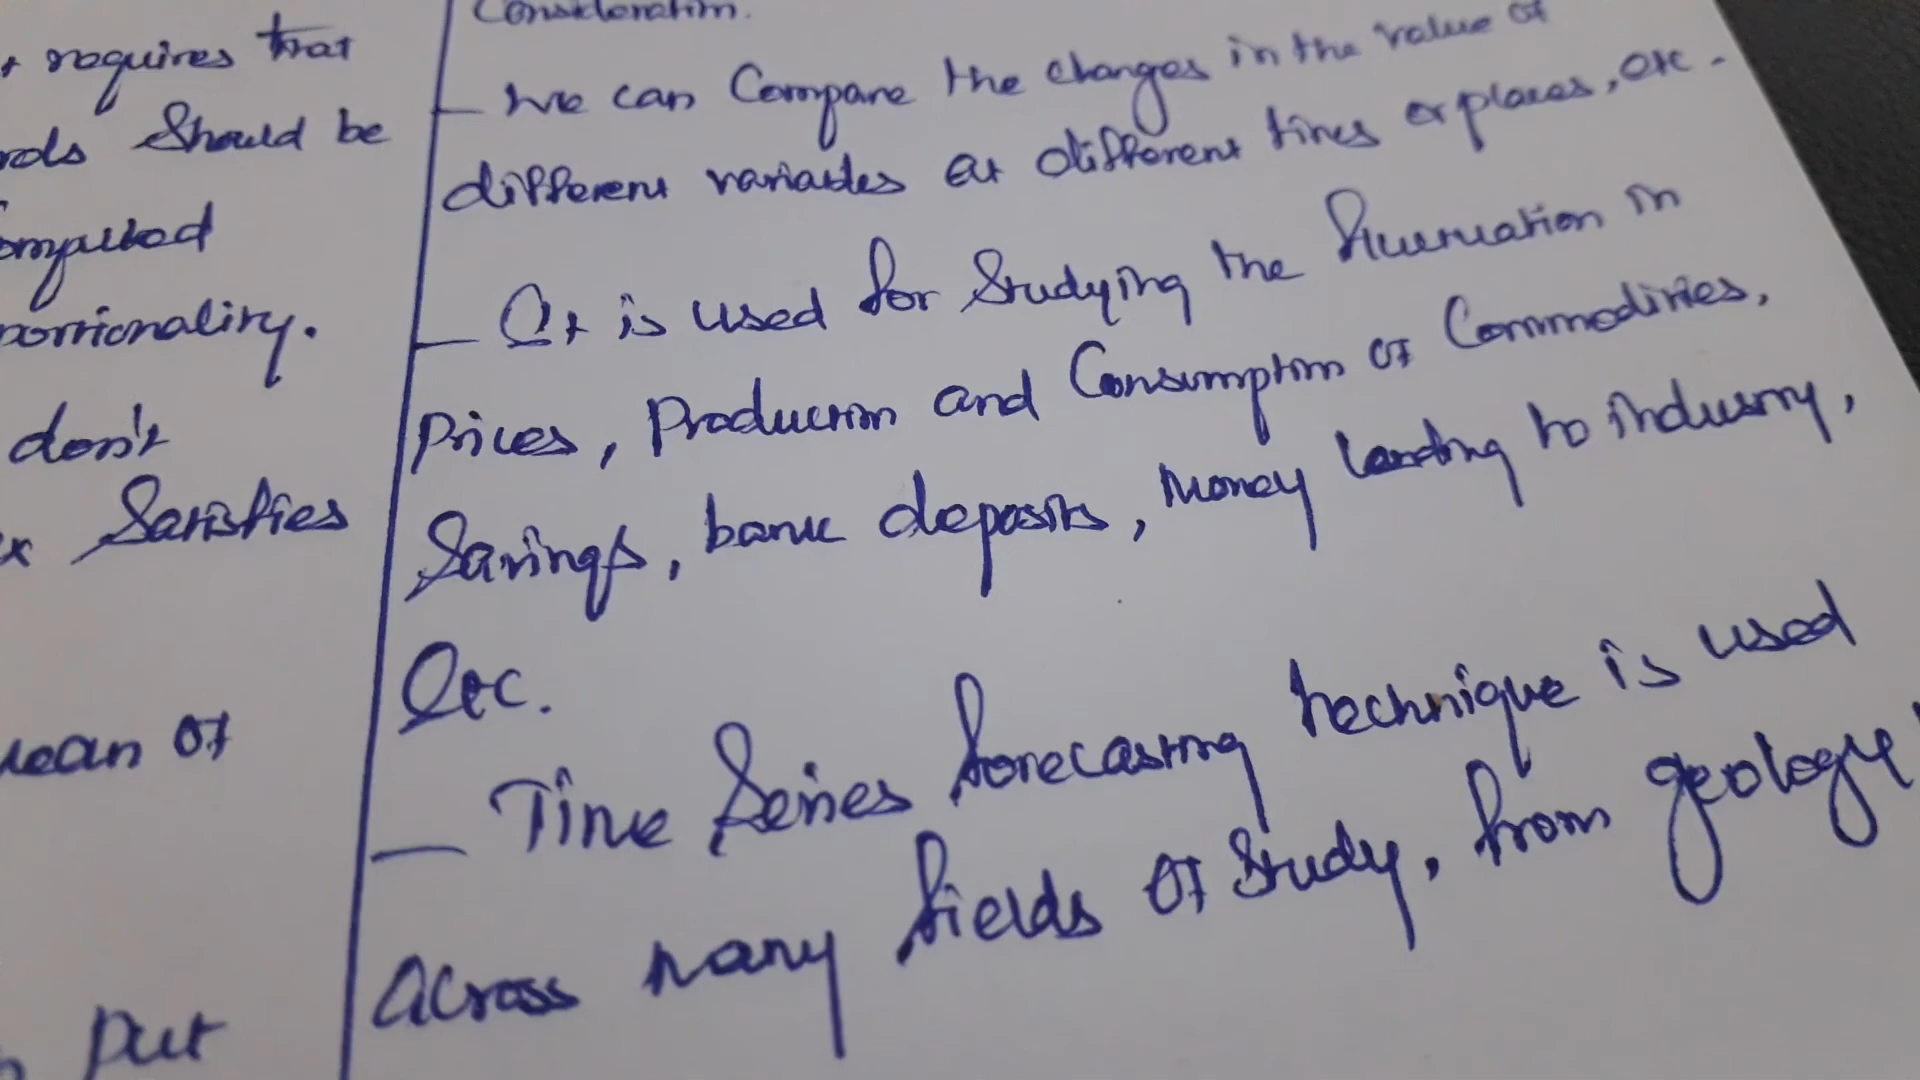 requires that
Should be
omputed
portionality.
don't
x Satisfies
mean of
put
Consideration.
- We can Compare the changes in the value of
different variables at different times or places, etc.
- It is used for Studying the fluctuation in
Prices, Production and Consumption of Commodities,
Savings, bank deposits, Money lending to industry,
Etc.
- Time Series forecasting technique is used
across many fields of study, from geology